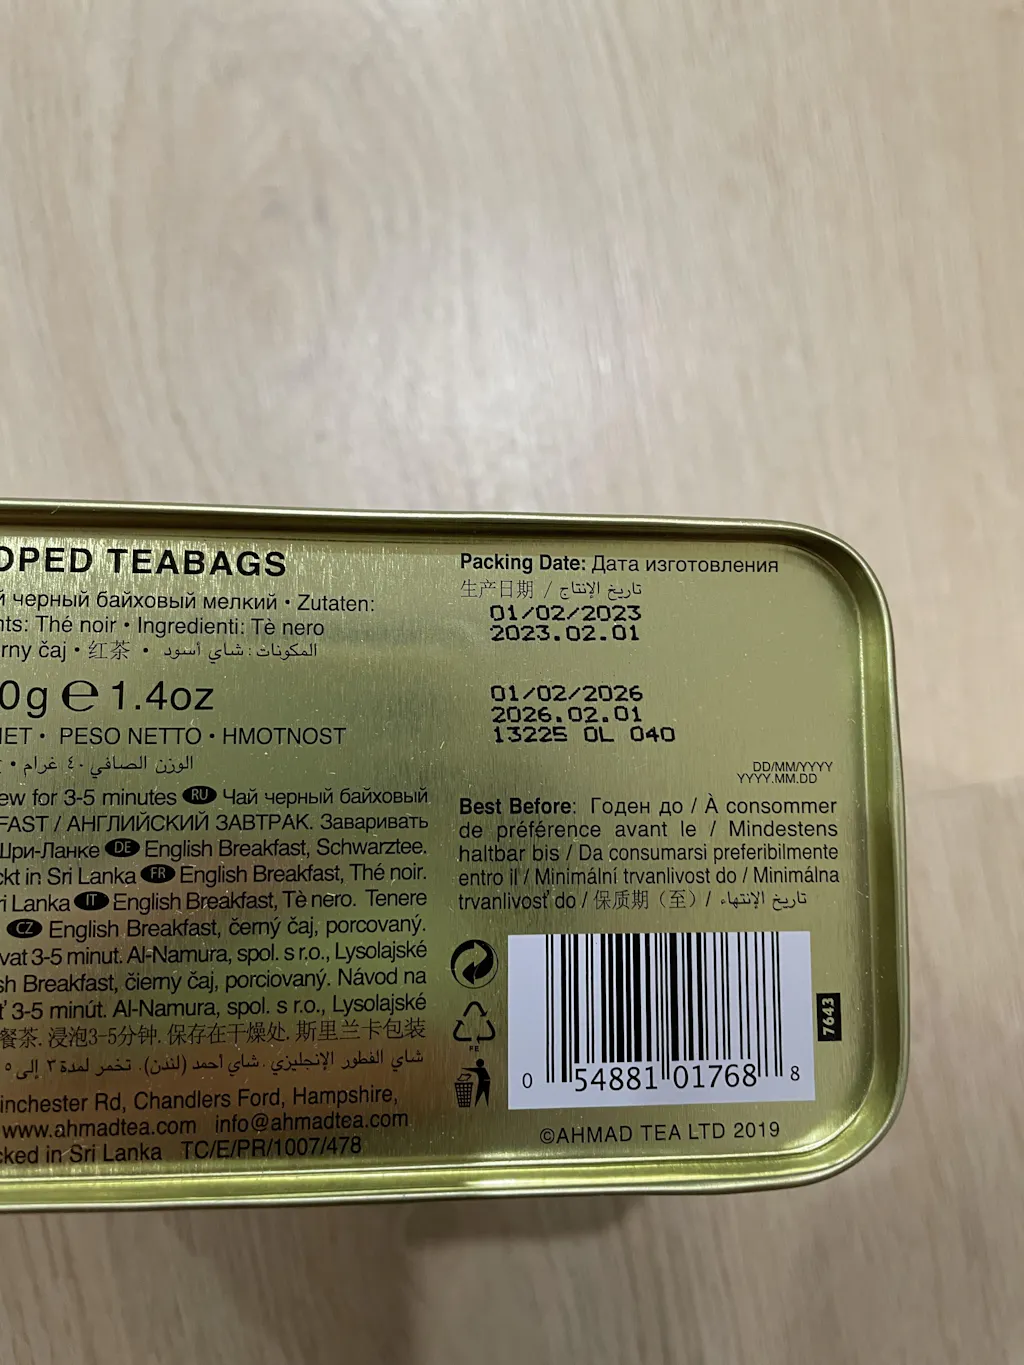 OPED TEABAGS
й черный байховый мелкий • Zutaten:
nts: Thé noir • Ingredienti: Tè nero
rny čaj • 红茶 • المكونات: شاي أسود
0g ℮ 1.4oz
NET • PESO NETTO • HMOTNOST
• الوزن الصافي ٤٠ غرام
ew for 3-5 minutes RU Чай черный байховый
FAST / АНГЛИЙСКИЙ ЗАВТРАК. Заваривать
Шри-Ланке DE English Breakfast, Schwarztee.
ckt in Sri Lanka FR English Breakfast, Thé noir.
ri Lanka IT English Breakfast, Tè nero. Tenere
CZ English Breakfast, černý čaj, porcovaný.
vat 3-5 minut. Al-Namura, spol. s r.o., Lysolajské
sh Breakfast, čierny čaj, porciovaný. Návod na
ť 3-5 minút. Al-Namura, spol. s r.o., Lysolajské
餐茶. 浸泡3-5分钟. 保存在干燥处. 斯里兰卡包装
شاي الفطور الإنجليزي. شاي أحمد (لندن). تخمر لمدة ٣ إلى ٥
inchester Rd, Chandlers Ford, Hampshire,
www.ahmadtea.com info@ahmadtea.com
cked in Sri Lanka TC/E/PR/1007/478
Packing Date: Дата изготовления
生产日期 / تاريخ الإنتاج
01/02/2023
2023.02.01
01/02/2026
2026.02.01
13225 OL 040
DD/MM/YYYY
YYYY.MM.DD
Best Before: Годен до / À consommer
de préférence avant le / Mindestens
haltbar bis / Da consumarsi preferibilmente
entro il / Minimální trvanlivost do / Minimálna
trvanlivosť do / 保质期（至）/ تاريخ الإنتهاء
FE
7643
0 54881 01768 8
©AHMAD TEA LTD 2019